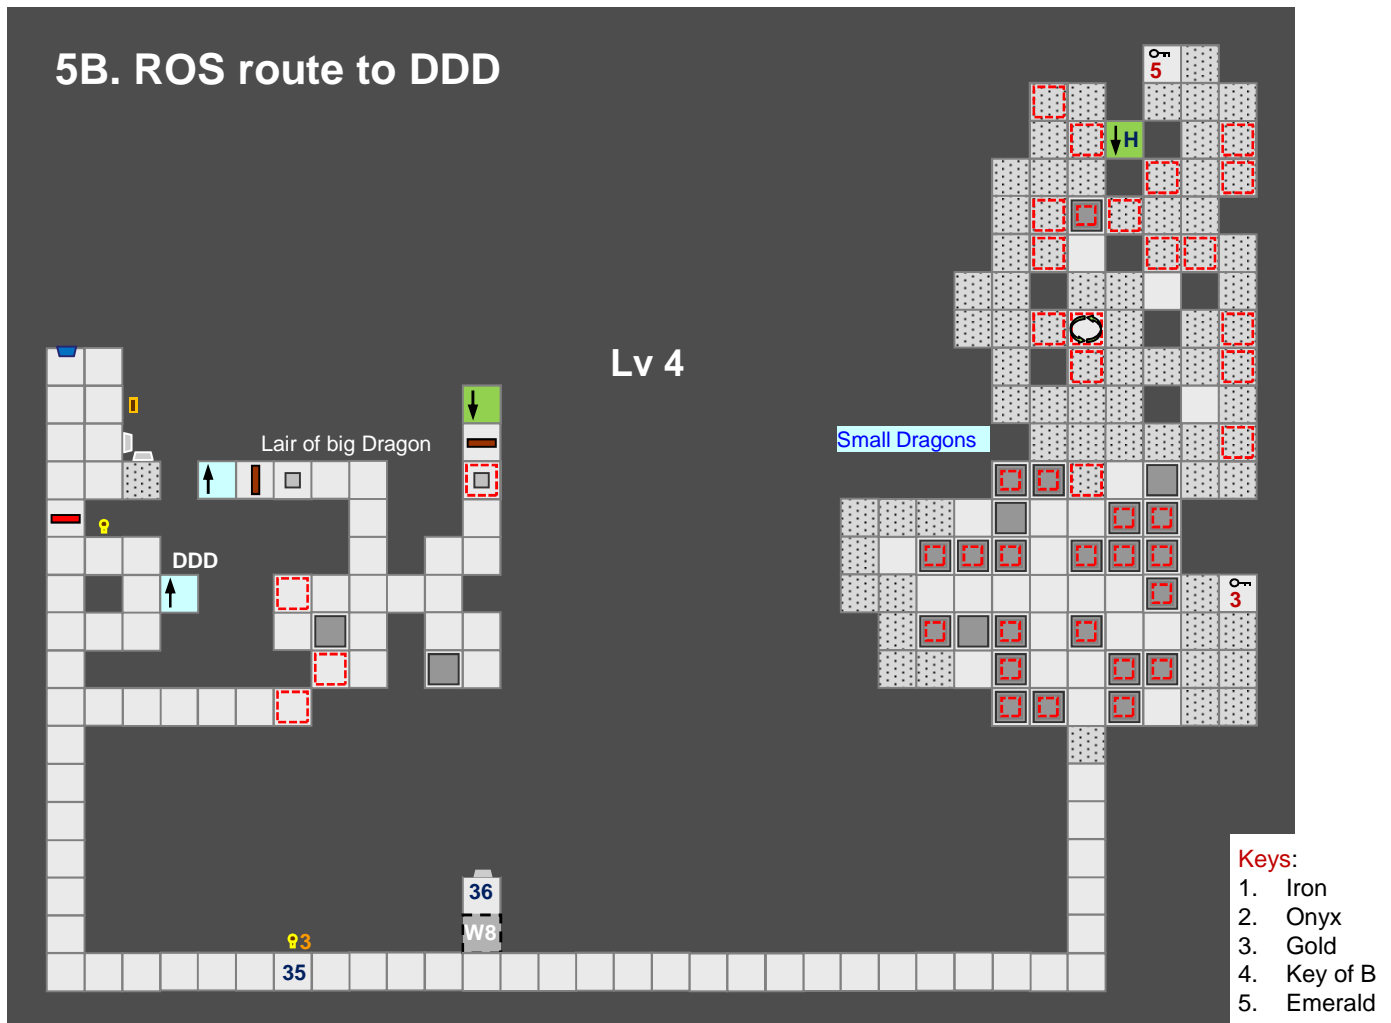 5B. ROS route to DDD
5
H
Lv 4
Lair of big Dragon
Small Dragons
DDD
3
36
W8
3
35
Keys:
1. Iron
2. Onyx
3. Gold
4. Key of B
5. Emerald